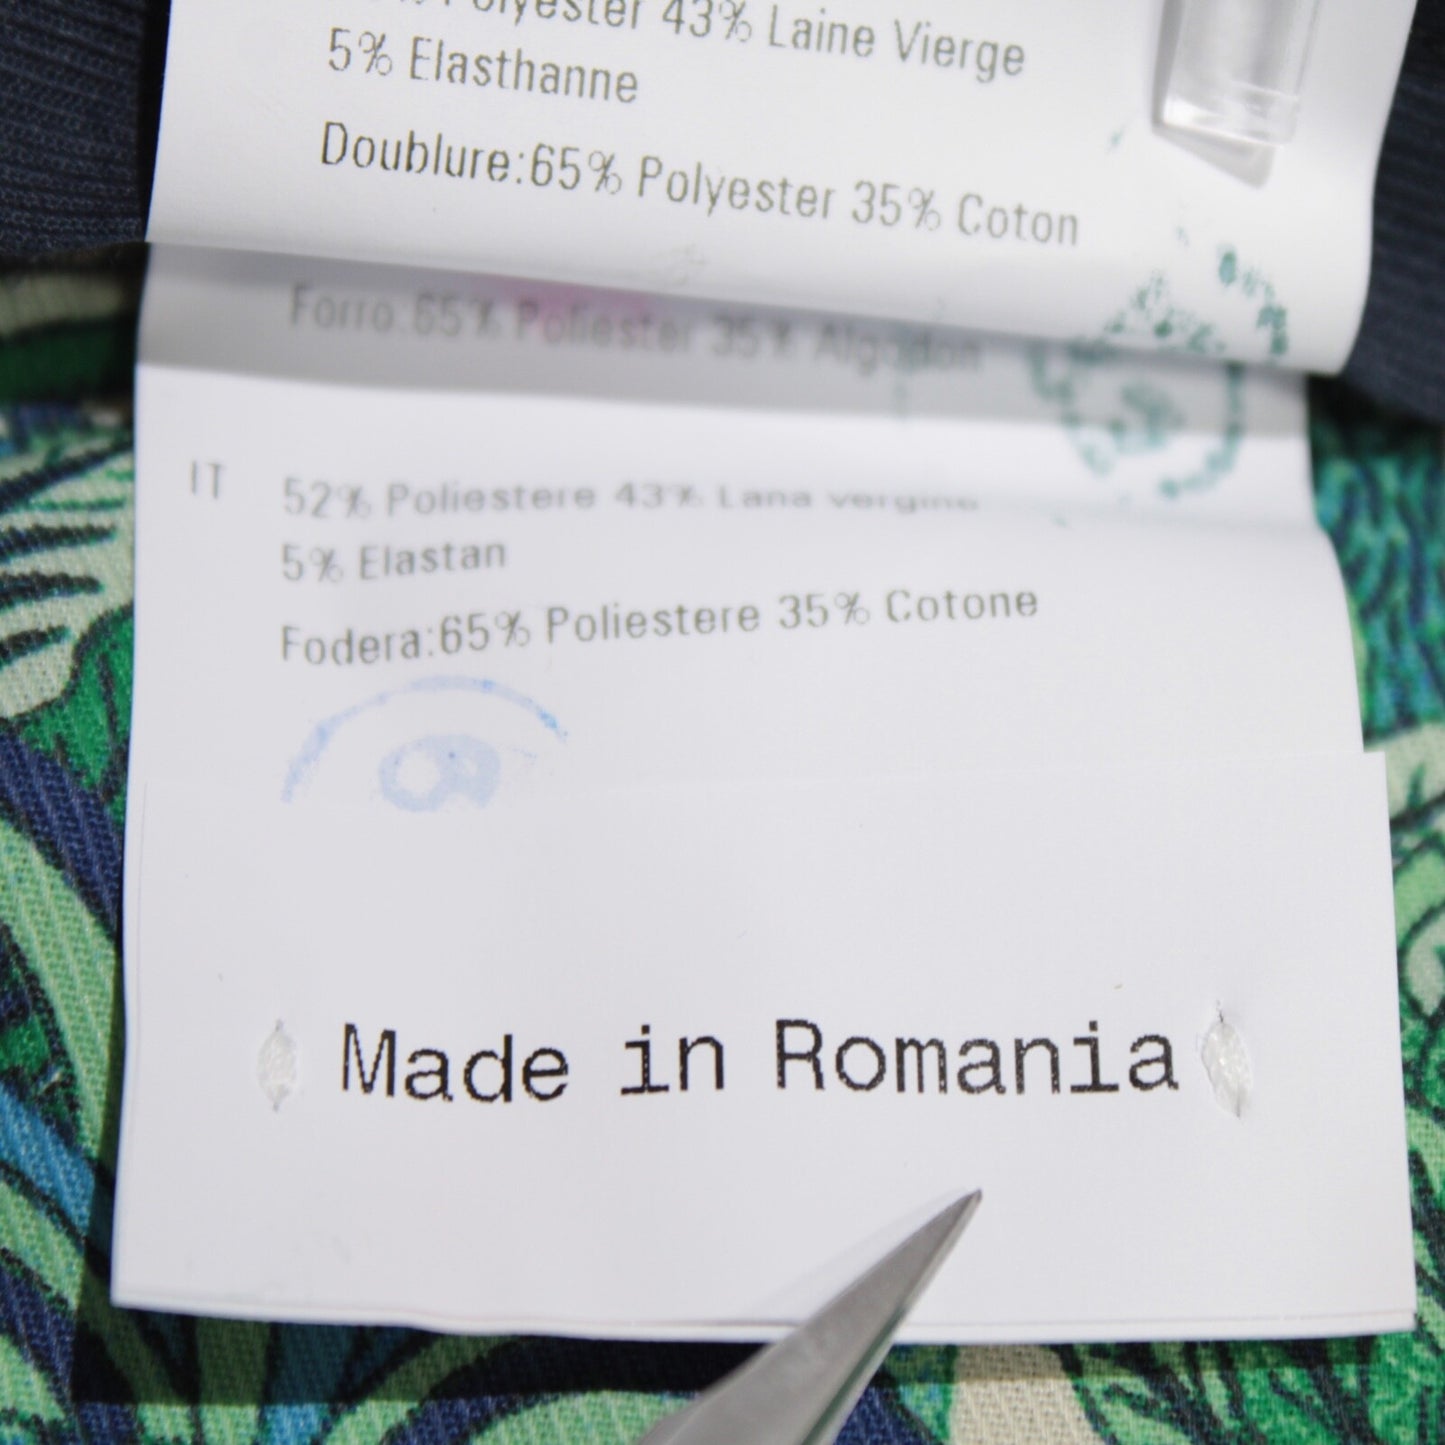 Polyester 43% Laine Vierge
5% Elasthanne
Doublure:65% Polyester 35% Coton
Forro:65% Poliester 35% Algodon
IT 52% Poliestere 43% Lana vergine
5% Elastan
Fodera:65% Poliestere 35% Cotone
Made in Romania